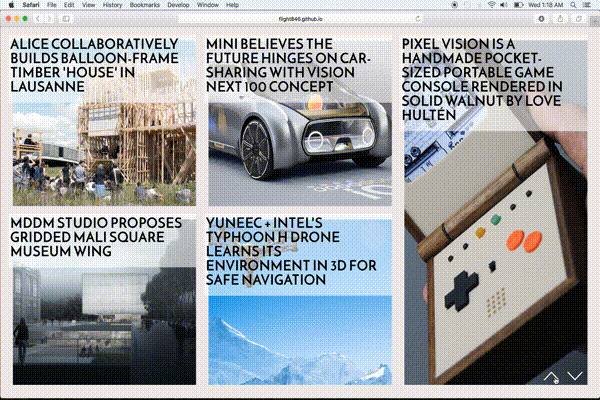 Safari File Edit View History Bookmarks Develop Window Help
Wed 1:18 AM
flight846.github.io
ALICE COLLABORATIVELY
BUILDS BALLOON-FRAME
TIMBER 'HOUSE' IN
LAUSANNE
MINI BELIEVES THE
FUTURE HINGES ON CAR-
SHARING WITH VISION
NEXT 100 CONCEPT
PIXEL VISION IS A
HANDMADE POCKET-
SIZED PORTABLE GAME
CONSOLE RENDERED IN
SOLID WALNUT BY LOVE
HULTÉN
MDDM STUDIO PROPOSES
GRIDDED MALI SQUARE
MUSEUM WING
YUNEEC + INTEL'S
TYPHOON H DRONE
LEARNS ITS
ENVIRONMENT IN 3D FOR
SAFE NAVIGATION